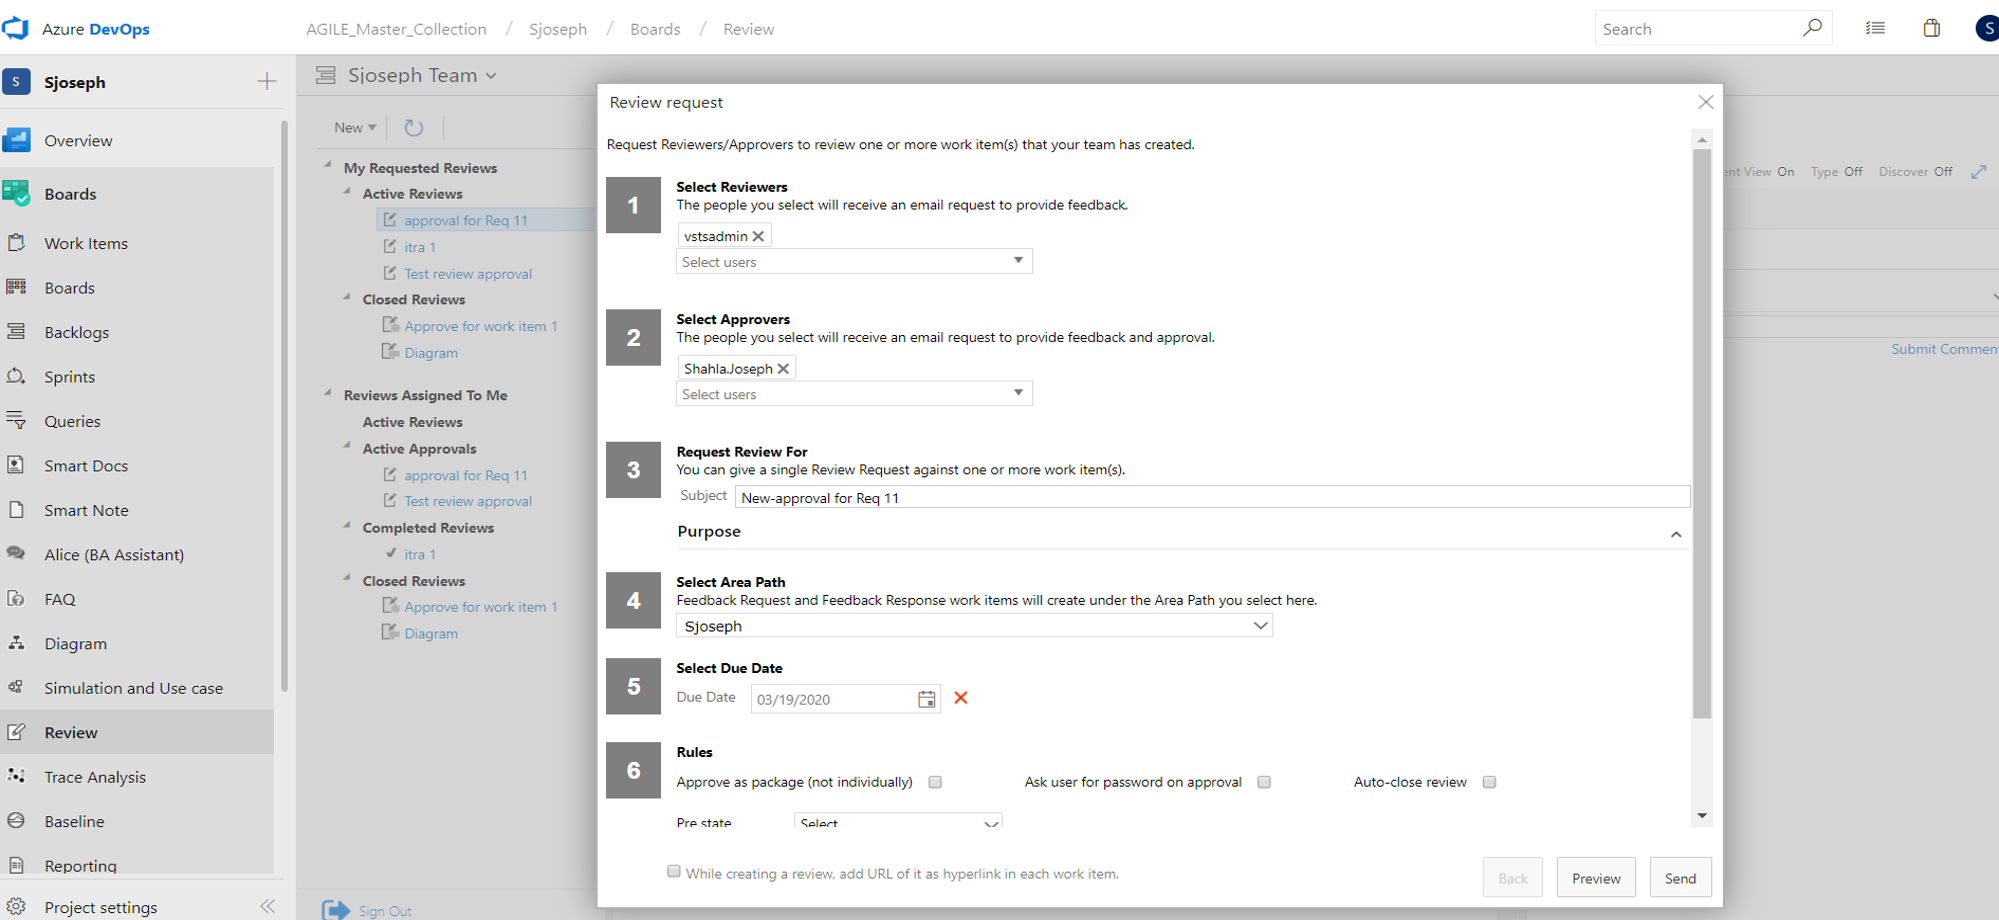 Azure DevOps
AGILE_Master_Collection / Sjoseph / Boards / Review
Search
S
S
Sjoseph
Overview
Boards
Work Items
Boards
Backlogs
Sprints
Queries
Smart Docs
Smart Note
Alice (BA Assistant)
FAQ
Diagram
Simulation and Use case
Review
Trace Analysis
Baseline
Reporting
Project settings
Sjoseph Team
New
My Requested Reviews
Active Reviews
approval for Req 11
itra 1
Test review approval
Closed Reviews
Approve for work item 1
Diagram
Reviews Assigned To Me
Active Reviews
Active Approvals
approval for Req 11
Test review approval
Completed Reviews
itra 1
Closed Reviews
Approve for work item 1
Diagram
Sign Out
Review request
Request Reviewers/Approvers to review one or more work item(s) that your team has created.
1
Select Reviewers
The people you select will receive an email request to provide feedback.
vstsadmin
Select users
2
Select Approvers
The people you select will receive an email request to provide feedback and approval.
Shahla.Joseph
Select users
3
Request Review For
You can give a single Review Request against one or more work item(s).
Subject New-approval for Req 11
Purpose
4
Select Area Path
Feedback Request and Feedback Response work items will create under the Area Path you select here.
Sjoseph
5
Select Due Date
Due Date 03/19/2020
6
Rules
Approve as package (not individually) Ask user for password on approval Auto-close review
Pre state Select
While creating a review, add URL of it as hyperlink in each work item.
Back Preview Send
ent View On Type Off Discover Off
Submit Commen